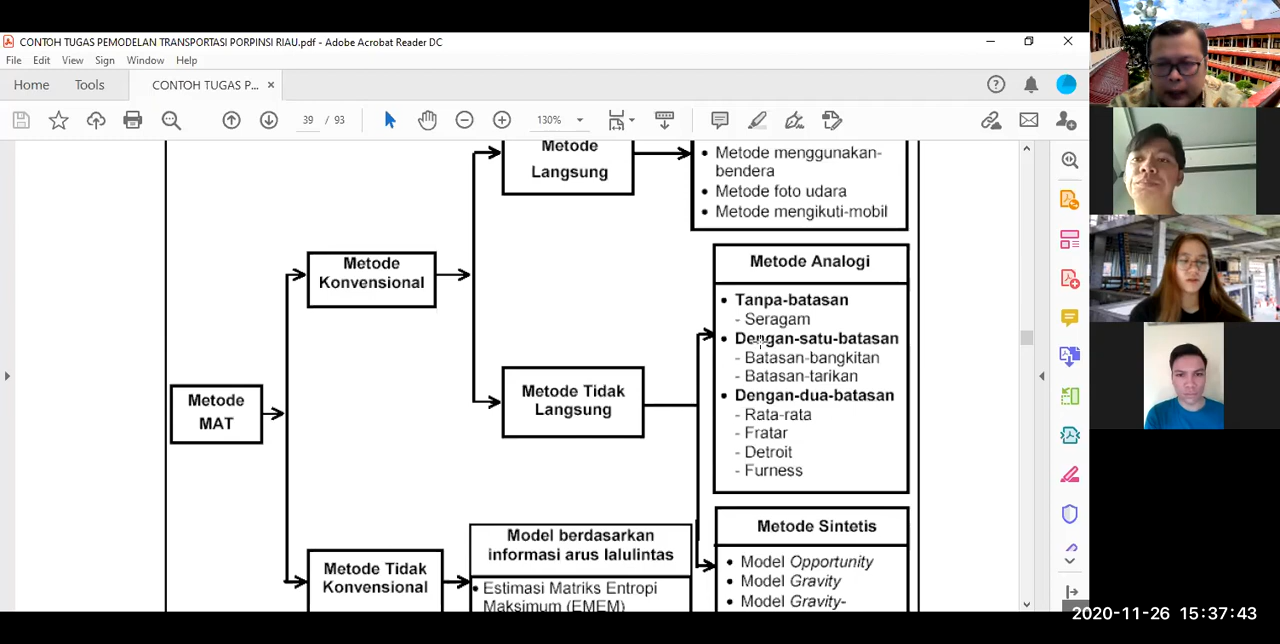 CONTOH TUGAS PEMODELAN TRANSPORTASI PORPINSI RIAU.pdf - Adobe Acrobat Reader DC
File Edit View Sign Window Help
Home Tools CONTOH TUGAS P... ×
39 / 93 130%
Metode
Langsung
• Metode menggunakan-
bendera
• Metode foto udara
• Metode mengikuti-mobil
Metode
Konvensional
Metode Analogi
• Tanpa-batasan
- Seragam
• Dengan-satu-batasan
- Batasan-bangkitan
- Batasan-tarikan
• Dengan-dua-batasan
- Rata-rata
- Fratar
- Detroit
- Furness
Metode Tidak
Langsung
Metode
MAT
Model berdasarkan
informasi arus lalulintas
• Estimasi Matriks Entropi
Maksimum (EMEM)
Metode Sintetis
• Model Opportunity
• Model Gravity
• Model Gravity-
Metode Tidak
Konvensional
2020-11-26 15:37:43